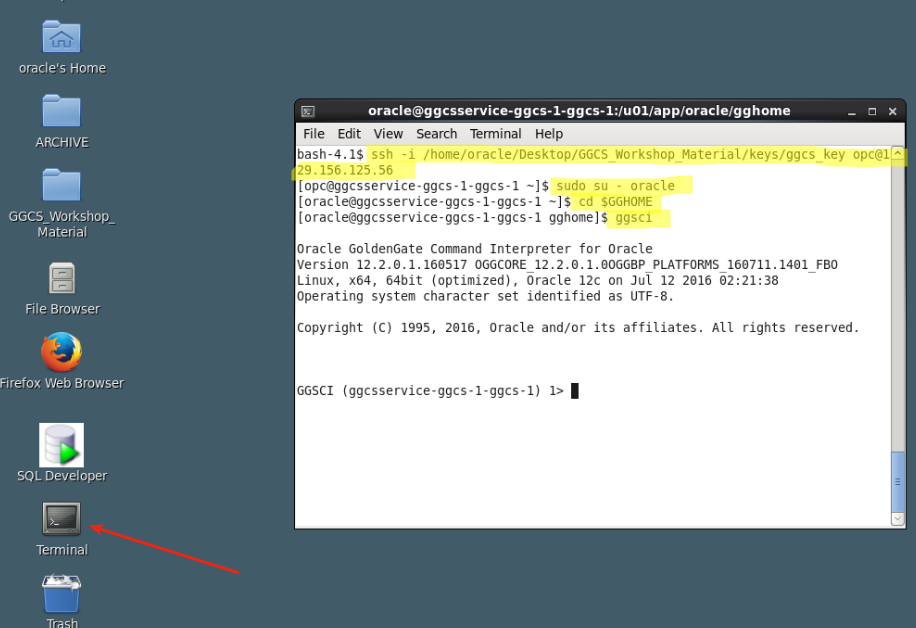 oracle's Home
ARCHIVE
GGCS_Workshop_
Material
File Browser
Firefox Web Browser
SQL Developer
Terminal
Trash
oracle@ggcsservice-ggcs-1-ggcs-1:/u01/app/oracle/gghome
File Edit View Search Terminal Help
bash-4.1$ ssh -i /home/oracle/Desktop/GGCS_Workshop_Material/keys/ggcs_key opc@1
29.156.125.56
[opc@ggcsservice-ggcs-1-ggcs-1 ~]$ sudo su - oracle
[oracle@ggcsservice-ggcs-1-ggcs-1 ~]$ cd $GGHOME
[oracle@ggcsservice-ggcs-1-ggcs-1 gghome]$ ggsci
Oracle GoldenGate Command Interpreter for Oracle
Version 12.2.0.1.160517 OGGCORE_12.2.0.1.0OGGBP_PLATFORMS_160711.1401_FBO
Linux, x64, 64bit (optimized), Oracle 12c on Jul 12 2016 02:21:38
Operating system character set identified as UTF-8.
Copyright (C) 1995, 2016, Oracle and/or its affiliates. All rights reserved.
GGSCI (ggcsservice-ggcs-1-ggcs-1) 1>